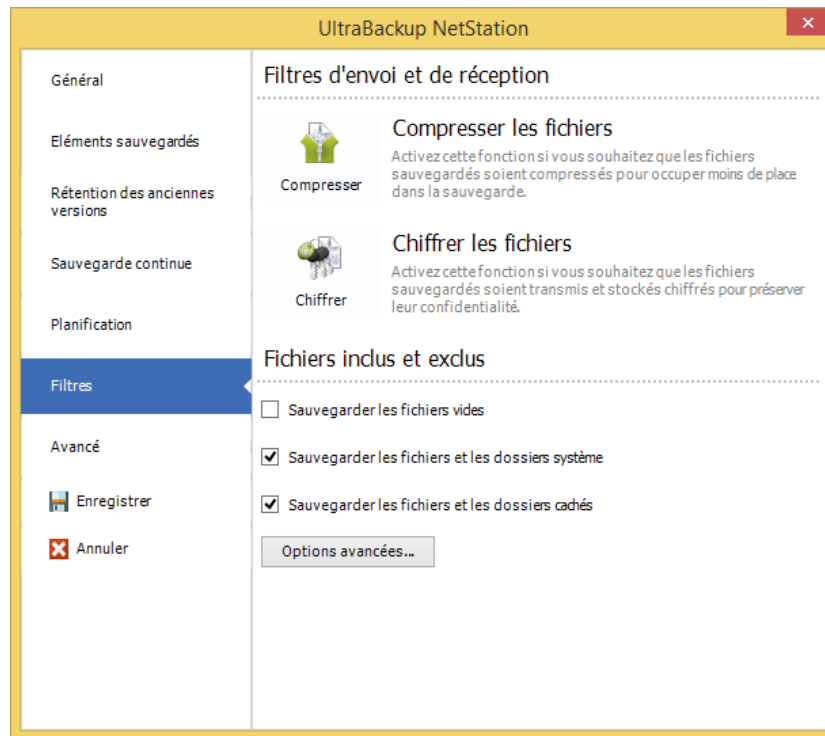 UltraBackup NetStation
Général
Eléments sauvegardés
Rétention des anciennes
versions
Sauvegarde continue
Planification
Filtres
Avancé
Enregistrer
Annuler
Filtres d'envoi et de réception
Compresser
Compresser les fichiers
Activez cette fonction si vous souhaitez que les fichiers
sauvegardés soient compressés pour occuper moins de place
dans la sauvegarde.
Chiffrer
Chiffrer les fichiers
Activez cette fonction si vous souhaitez que les fichiers
sauvegardés soient transmis et stockés chiffrés pour préserver
leur confidentialité.
Fichiers inclus et exclus
Sauvegarder les fichiers vides
Sauvegarder les fichiers et les dossiers système
Sauvegarder les fichiers et les dossiers cachés
Options avancées...